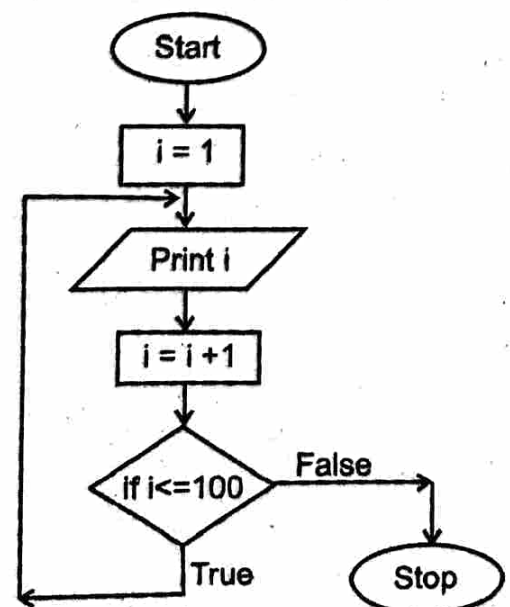 Start
i = 1
Print i
i = i +1
if i<=100
False
True
Stop